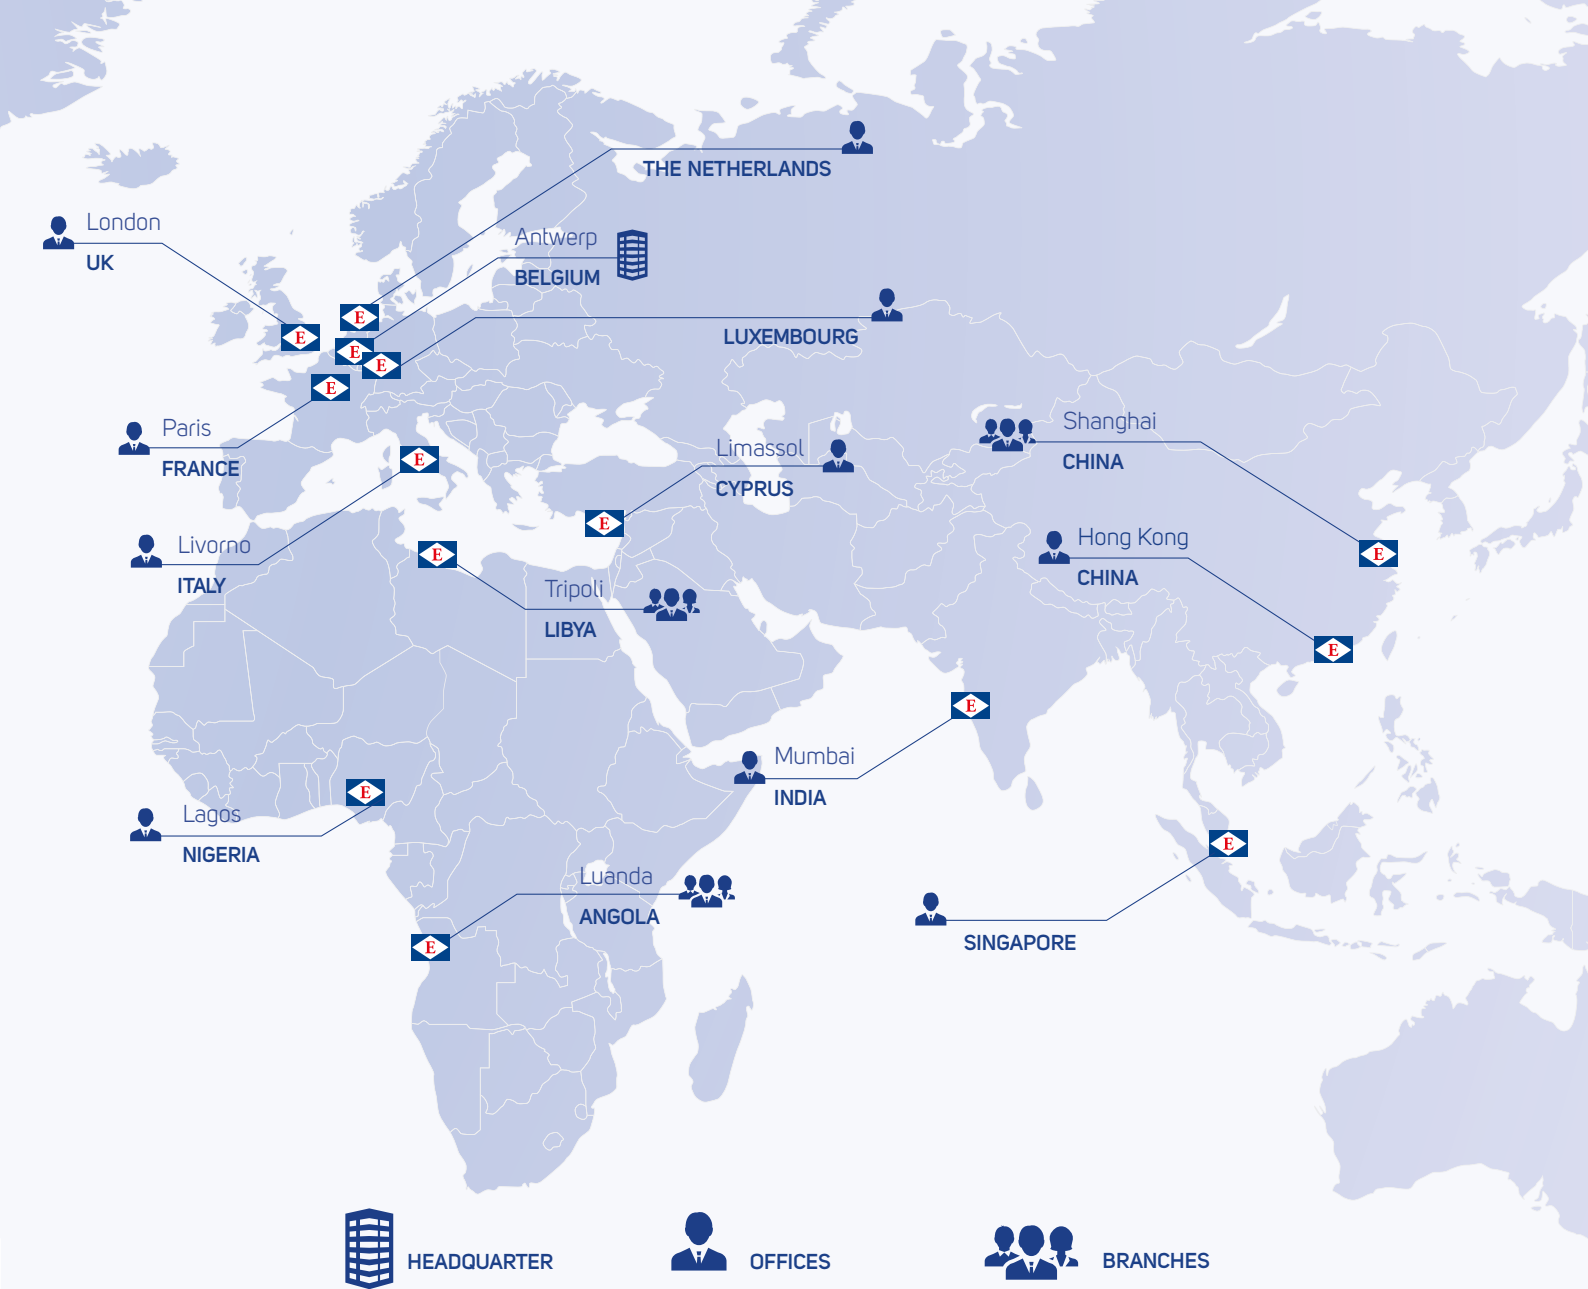 THE NETHERLANDS
London
UK
Antwerp
BELGIUM
E
E
LUXEMBOURG
E
E
E
Paris
FRANCE
Shanghai
CHINA
Limassol
CYPRUS
E
E
Livorno
ITALY
Hong Kong
CHINA
E
E
Tripoli
LIBYA
E
E
Mumbai
INDIA
E
Lagos
NIGERIA
E
Luanda
ANGOLA
SINGAPORE
E
HEADQUARTER
OFFICES
BRANCHES